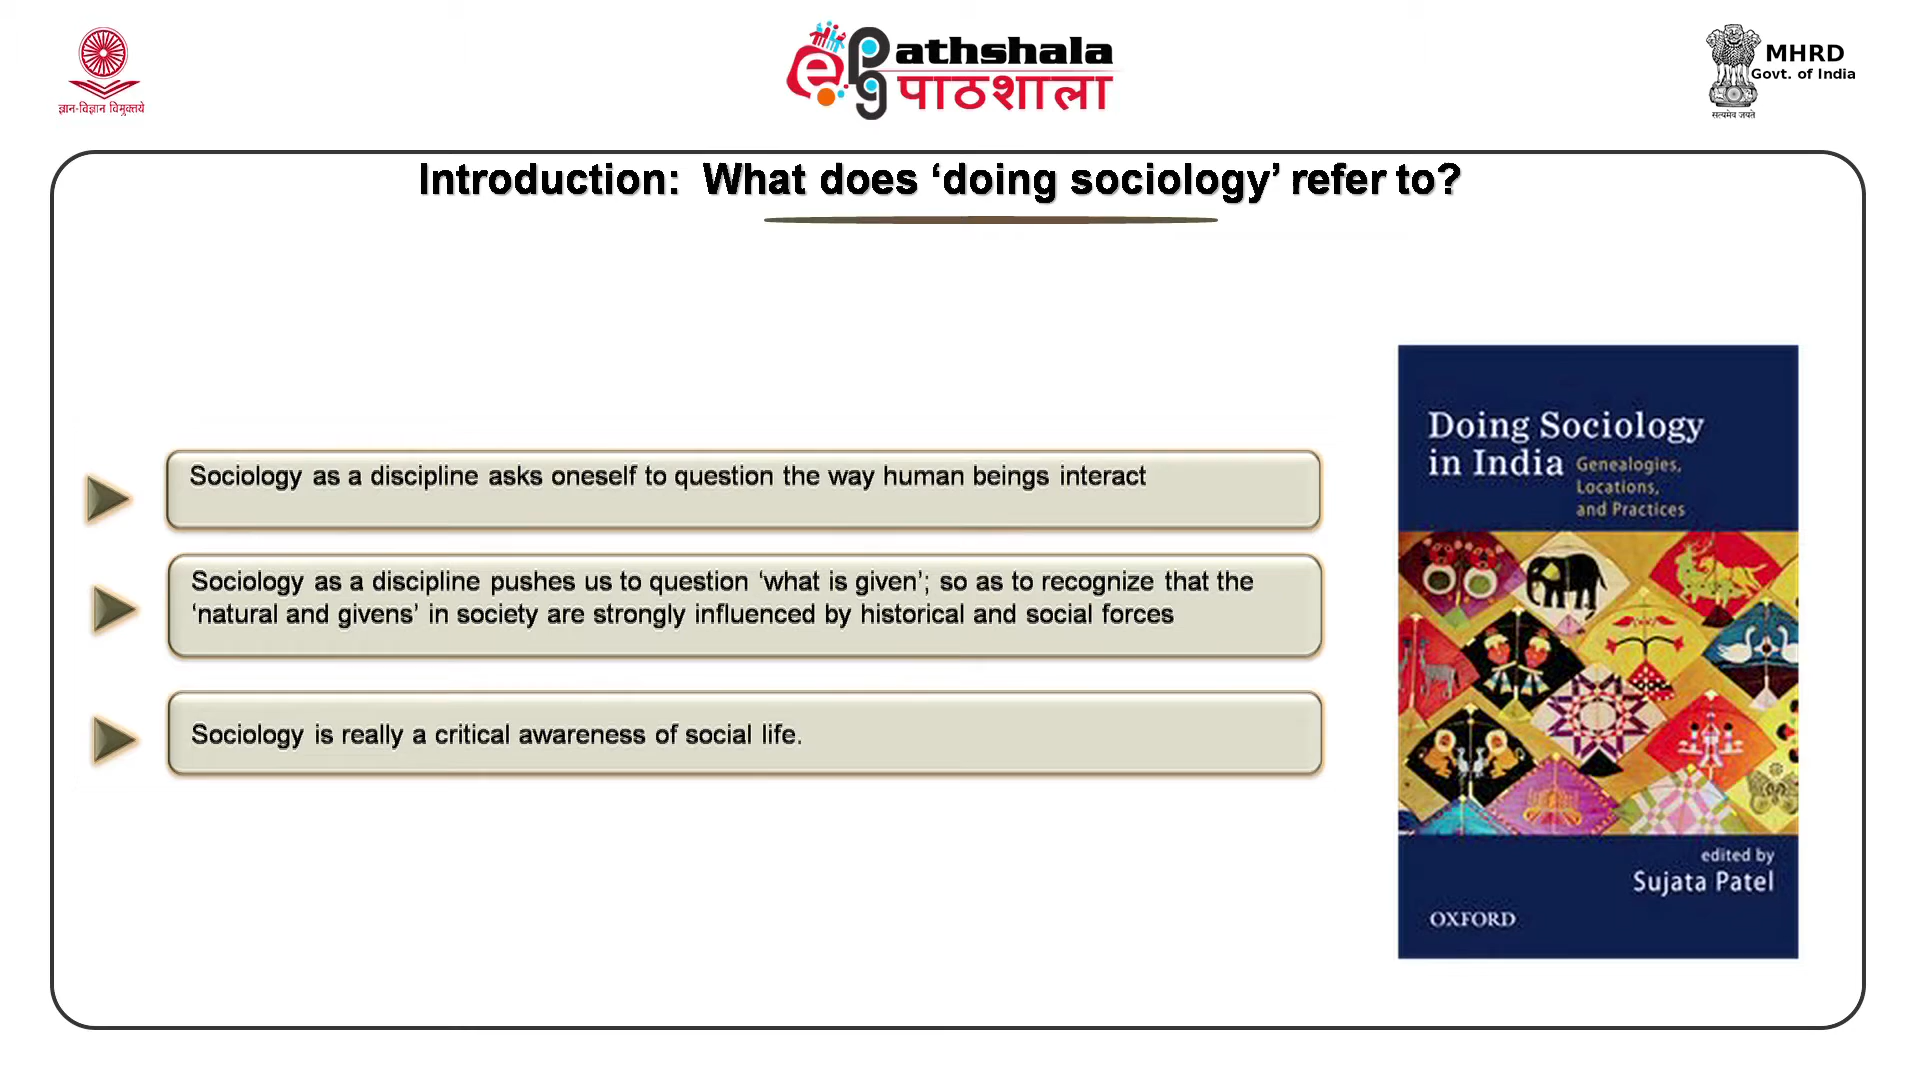 ज्ञान-विज्ञान विमुक्तये
e PG Pathshala
पाठशाला
MHRD
Govt. of India
सत्यमेव जयते
Introduction: What does ‘doing sociology’ refer to?
Sociology as a discipline asks oneself to question the way human beings interact
Sociology as a discipline pushes us to question ‘what is given’; so as to recognize that the
‘natural and givens’ in society are strongly influenced by historical and social forces
Sociology is really a critical awareness of social life.
Doing Sociology
in India
Genealogies,
Locations,
and Practices
edited by
Sujata Patel
OXFORD